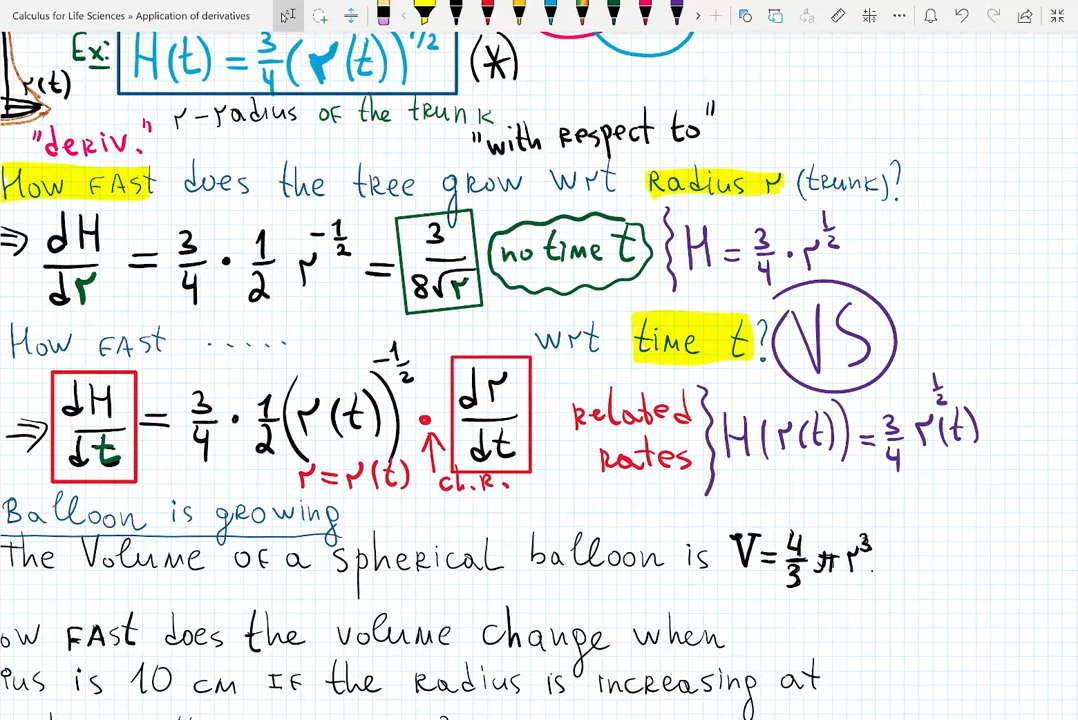 Calculus for Life Sciences » Application of derivatives
Ex: H(t) = 3/4 (r(t))^1/2 (*)
r(t)
r - radius of the trunk
"deriv." "with respect to"
How fast does the tree grow wrt radius r (trunk)?
⇒ dH/dr = 3/4 · 1/2 r^-1/2 = 3/(8√r) no time t } H = 3/4 · r^1/2
How fast ...... wrt time t? VS
⇒ dH/dt = 3/4 · 1/2 (r(t))^-1/2 · dr/dt related rates } H(r(t)) = 3/4 r^1/2(t)
r = r(t) ch.R.
Balloon is growing
the Volume of a spherical balloon is V = 4/3 π r^3.
ow fast does the volume change when
ius is 10 cm if the radius is increasing at